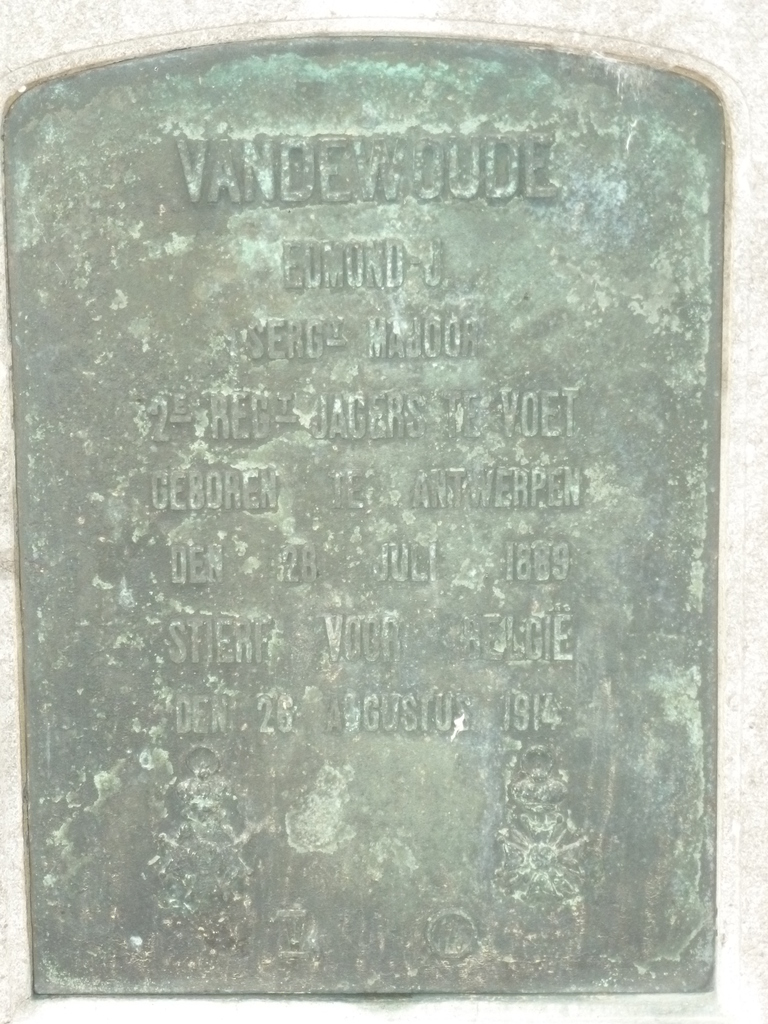 VANDEWOUDE
EDMONDJ.
SERGT MAJOOR
2E REGT JAGERS TE VOET
GEBOREN TE ANTWERPEN
DEN 28 JULI 1889
STIERF VOOR BELGIË
DEN 26 AUGUSTUS 1914